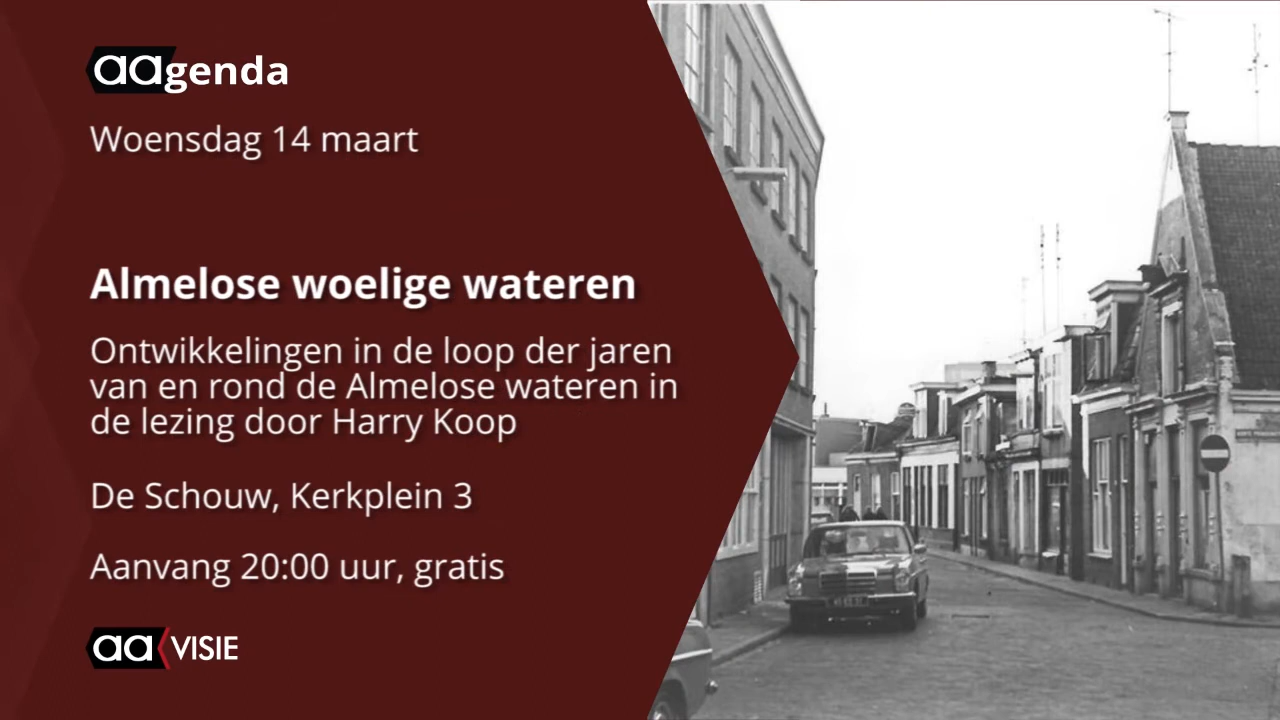 aagenda
Woensdag 14 maart
Almelose woelige wateren
Ontwikkelingen in de loop der jaren
van en rond de Almelose wateren in
de lezing door Harry Koop
De Schouw, Kerkplein 3
Aanvang 20:00 uur, gratis
aa VISIE